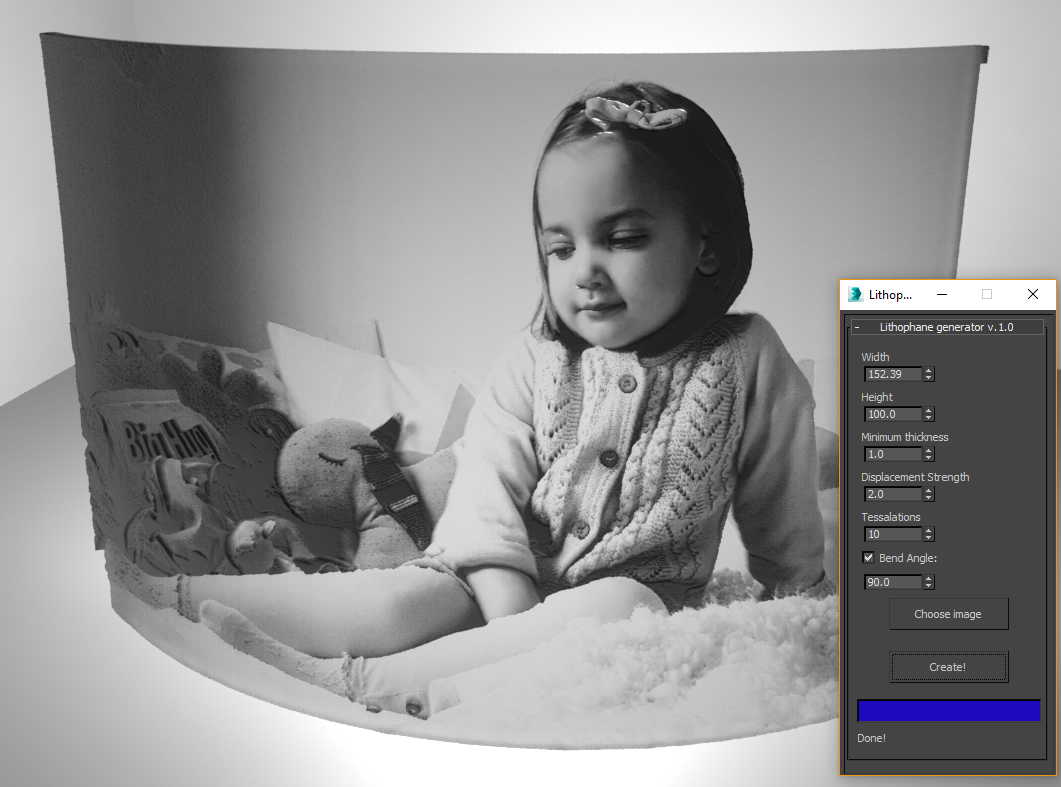 Big Hug
Lithop...
- Lithophane generator v.1.0
Width
152.39
Height
100.0
Minimum thickness
1.0
Displacement Strength
2.0
Tessalations
10
Bend Angle:
90.0
Choose image
Create!
Done!